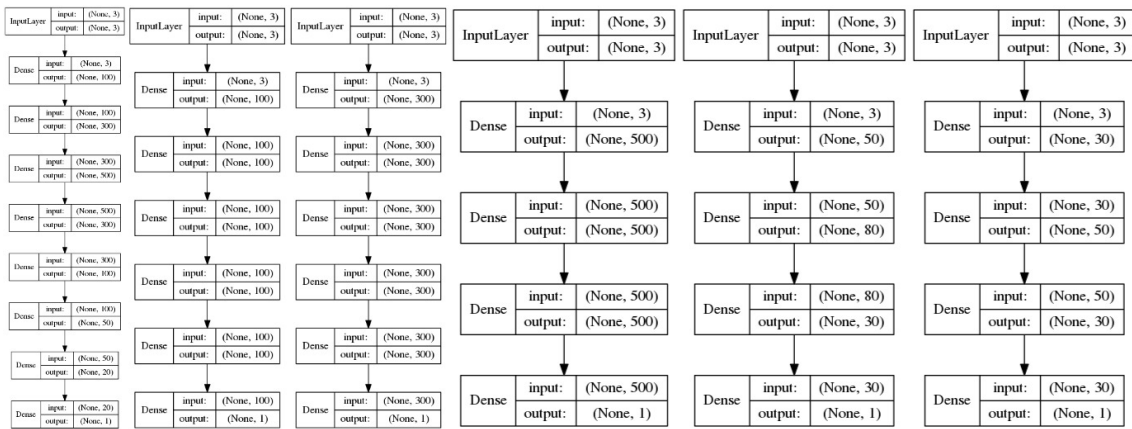 InputLayer
input: (None, 3)
output: (None, 3)
Dense
input: (None, 3)
output: (None, 100)
Dense
input: (None, 100)
output: (None, 300)
Dense
input: (None, 300)
output: (None, 500)
Dense
input: (None, 500)
output: (None, 300)
Dense
input: (None, 300)
output: (None, 100)
Dense
input: (None, 100)
output: (None, 50)
Dense
input: (None, 50)
output: (None, 20)
Dense
input: (None, 20)
output: (None, 1)
InputLayer
input: (None, 3)
output: (None, 3)
Dense
input: (None, 3)
output: (None, 100)
Dense
input: (None, 100)
output: (None, 100)
Dense
input: (None, 100)
output: (None, 100)
Dense
input: (None, 100)
output: (None, 100)
Dense
input: (None, 100)
output: (None, 100)
Dense
input: (None, 100)
output: (None, 1)
InputLayer
input: (None, 3)
output: (None, 3)
Dense
input: (None, 3)
output: (None, 300)
Dense
input: (None, 300)
output: (None, 300)
Dense
input: (None, 300)
output: (None, 300)
Dense
input: (None, 300)
output: (None, 300)
Dense
input: (None, 300)
output: (None, 300)
Dense
input: (None, 300)
output: (None, 1)
InputLayer
input: (None, 3)
output: (None, 3)
Dense
input: (None, 3)
output: (None, 500)
Dense
input: (None, 500)
output: (None, 500)
Dense
input: (None, 500)
output: (None, 500)
Dense
input: (None, 500)
output: (None, 1)
InputLayer
input: (None, 3)
output: (None, 3)
Dense
input: (None, 3)
output: (None, 50)
Dense
input: (None, 50)
output: (None, 80)
Dense
input: (None, 80)
output: (None, 30)
Dense
input: (None, 30)
output: (None, 1)
InputLayer
input: (None, 3)
output: (None, 3)
Dense
input: (None, 3)
output: (None, 30)
Dense
input: (None, 30)
output: (None, 50)
Dense
input: (None, 50)
output: (None, 30)
Dense
input: (None, 30)
output: (None, 1)